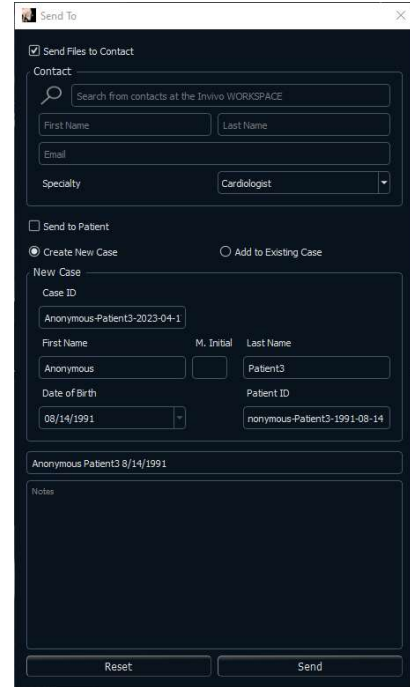 Send To
Send Files to Contact
Contact
Search from contacts at the Invivo WORKSPACE
First Name Last Name
Email
Specialty Cardiologist
Send to Patient
Create New Case Add to Existing Case
New Case
Case ID
Anonymous-Patient3-2023-04-1
First Name M. Initial Last Name
Anonymous Patient3
Date of Birth Patient ID
08/14/1991 nonymous-Patient3-1991-08-14
Anonymous Patient3 8/14/1991
Notes
Reset Send